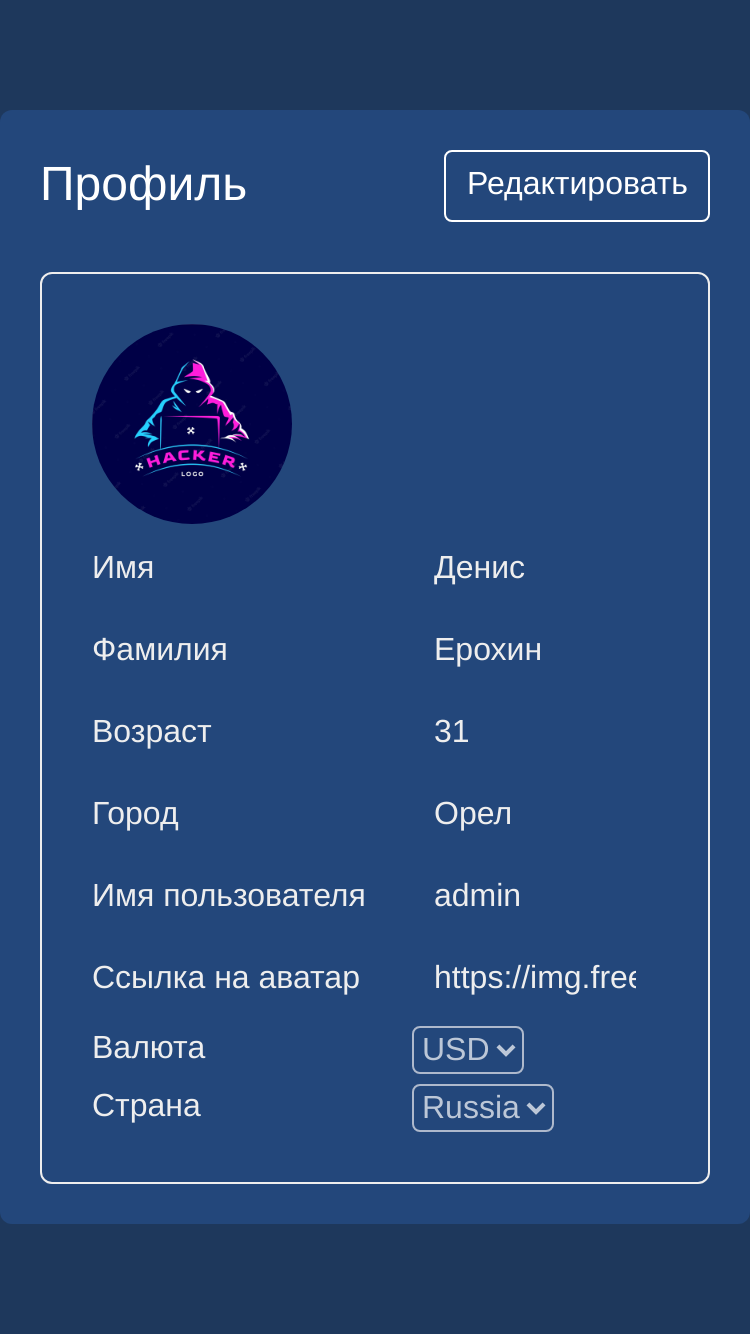 Профиль
Редактировать
HACKER
LOGO
Имя
Денис
Фамилия
Ерохин
Возраст
31
Город
Орел
Имя пользователя
admin
Ссылка на аватар
https://img.free
Валюта
USD
Страна
Russia